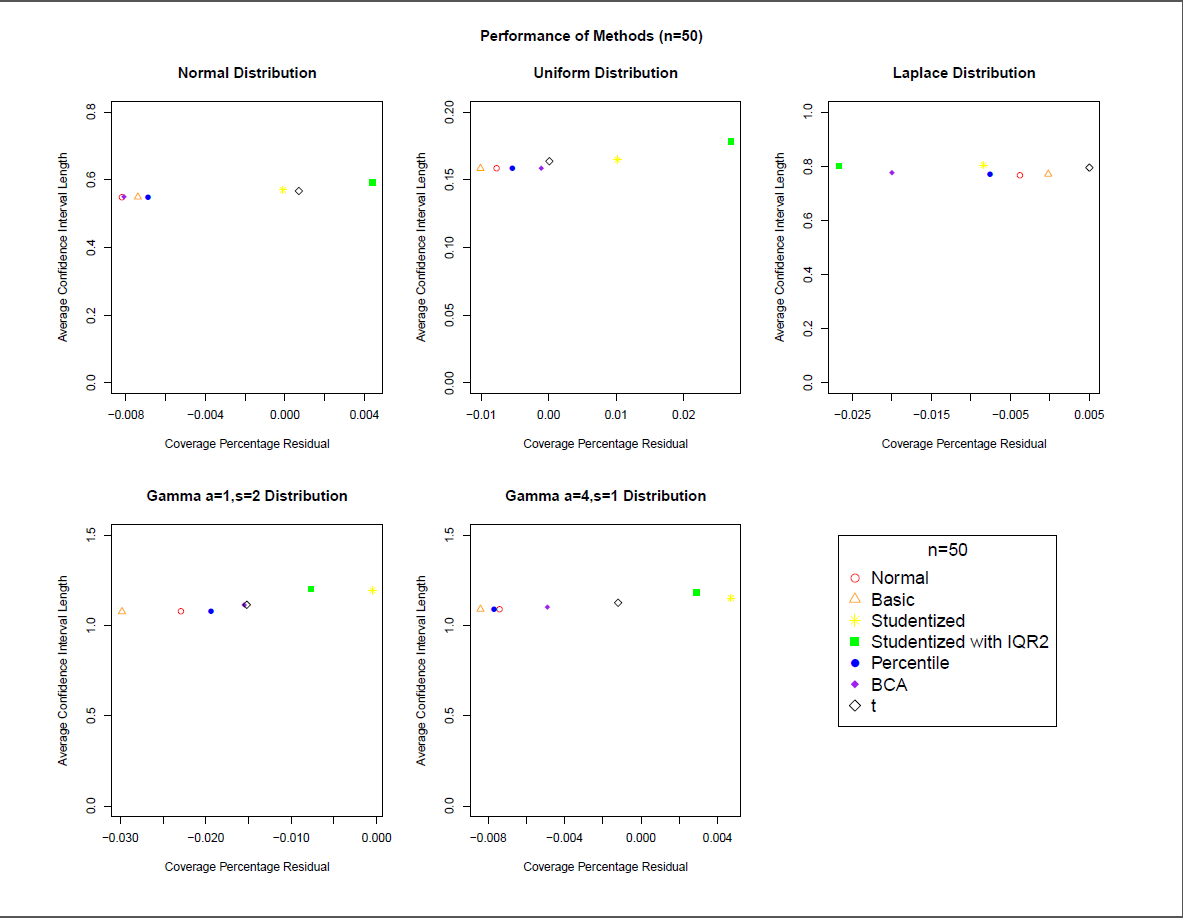 Performance of Methods (n=50)
Normal Distribution
Average Confidence Interval Length
0.8
0.6
0.4
0.2
0.0
−0.008 −0.004 0.000 0.004
Coverage Percentage Residual
Uniform Distribution
Average Confidence Interval Length
0.20
0.15
0.10
0.05
0.00
−0.01 0.00 0.01 0.02
Coverage Percentage Residual
Laplace Distribution
Average Confidence Interval Length
1.0
0.8
0.6
0.4
0.2
0.0
−0.025 −0.015 −0.005 0.005
Coverage Percentage Residual
Gamma a=1,s=2 Distribution
Average Confidence Interval Length
1.5
1.0
0.5
0.0
−0.030 −0.020 −0.010 0.000
Coverage Percentage Residual
Gamma a=4,s=1 Distribution
Average Confidence Interval Length
1.5
1.0
0.5
0.0
−0.008 −0.004 0.000 0.004
Coverage Percentage Residual
n=50
Normal
Basic
Studentized
Studentized with IQR2
Percentile
BCA
t